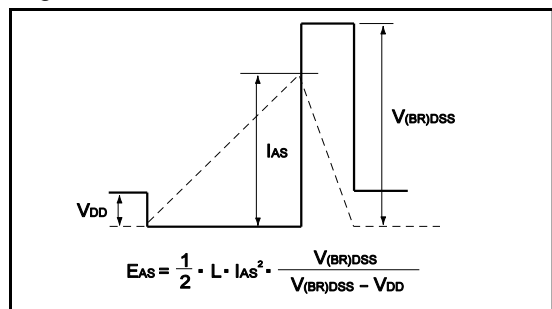 V(BR)DSS
IAS
VDD
EAS = 1/2 · L · IAS² · V(BR)DSS / (V(BR)DSS – VDD)